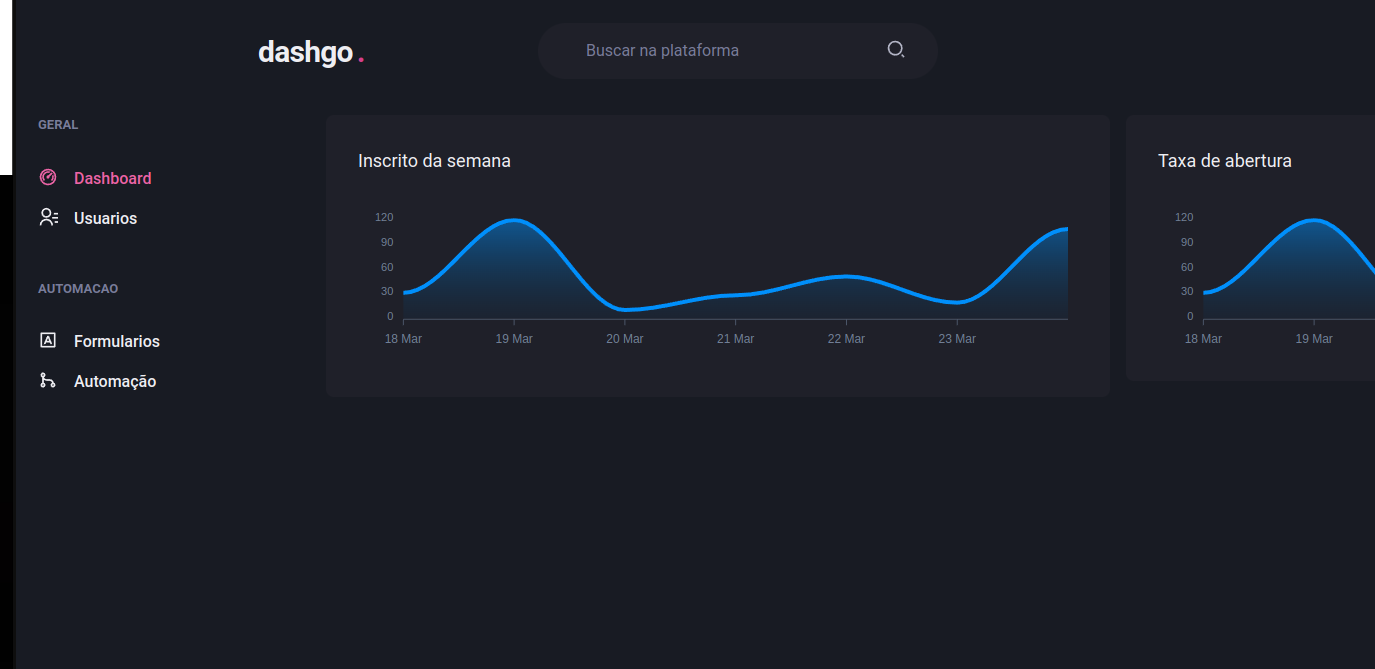 dashgo.
Buscar na plataforma
GERAL
Dashboard
Usuarios
AUTOMACAO
Formularios
Automação
Inscrito da semana
120
90
60
30
0
18 Mar 19 Mar 20 Mar 21 Mar 22 Mar 23 Mar
Taxa de abertura
120
90
60
30
0
18 Mar 19 Mar